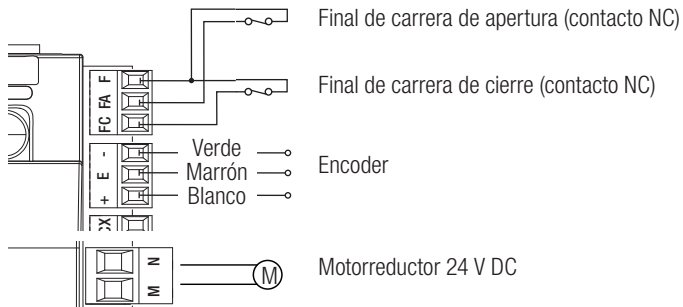 Final de carrera de apertura (contacto NC)
F
Final de carrera de cierre (contacto NC)
FA
FC
- Verde
E Marrón Encoder
+ Blanco
CX
N
M Motorreductor 24 V DC
M